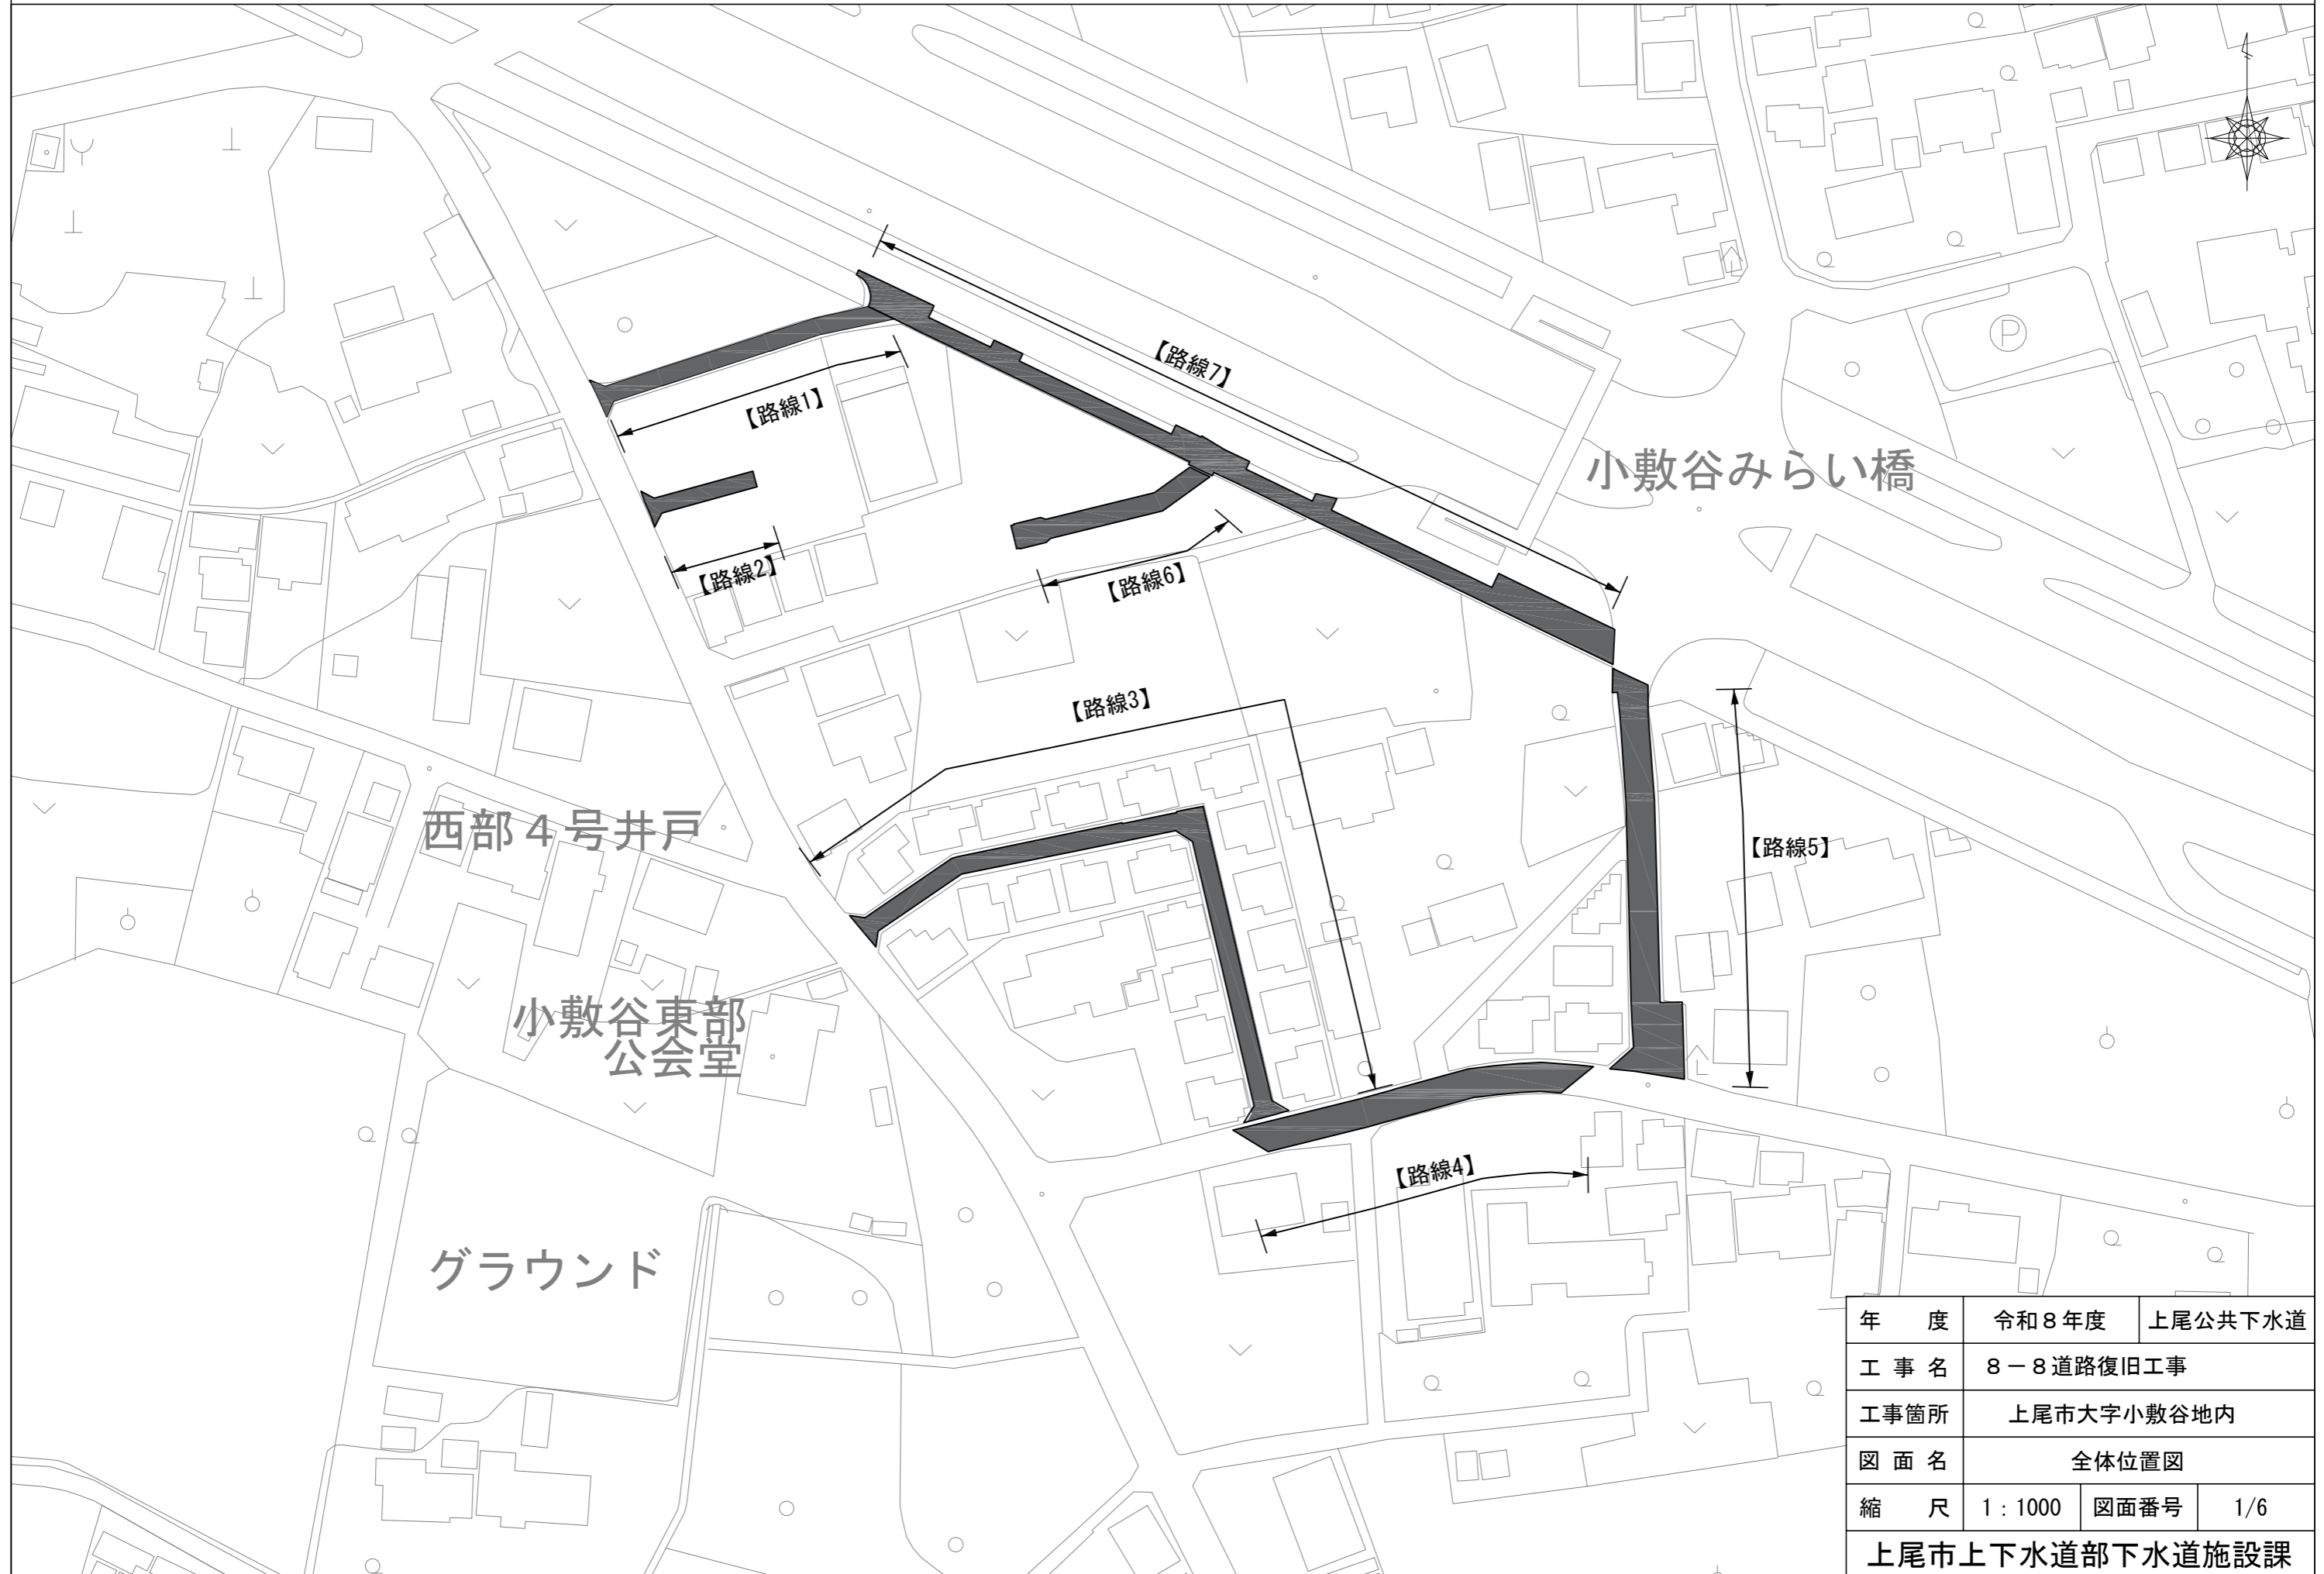 【路線7】
【路線1】
小敷谷みらい橋
【路線2】
【路線6】
【路線3】
西部４号井戸
【路線5】
小敷谷東部
公会堂
【路線4】
グラウンド
P
年 度 令和８年度 上尾公共下水道
工 事 名 ８－８道路復旧工事
工事箇所 上尾市大字小敷谷地内
図 面 名 全体位置図
縮 尺 1：1000 図面番号 1/6
上尾市上下水道部下水道施設課